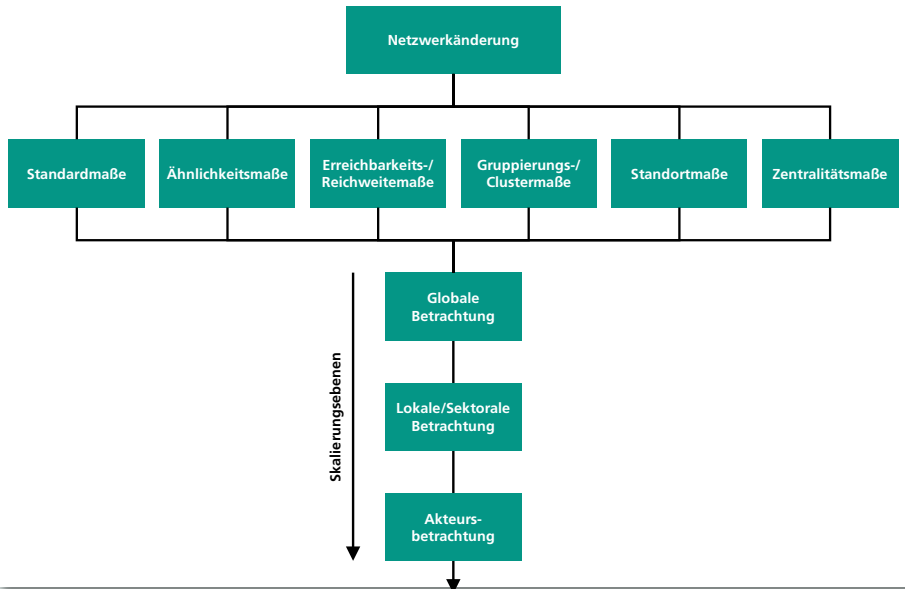 Netzwerkänderung
Standardmaße
Ähnlichkeitsmaße
Erreichbarkeits-/
Reichweitemaße
Gruppierungs-/
Clustermaße
Standortmaße
Zentralitätsmaße
Globale
Betrachtung
Skalierungsebenen
Lokale/Sektorale
Betrachtung
Akteurs-
betrachtung